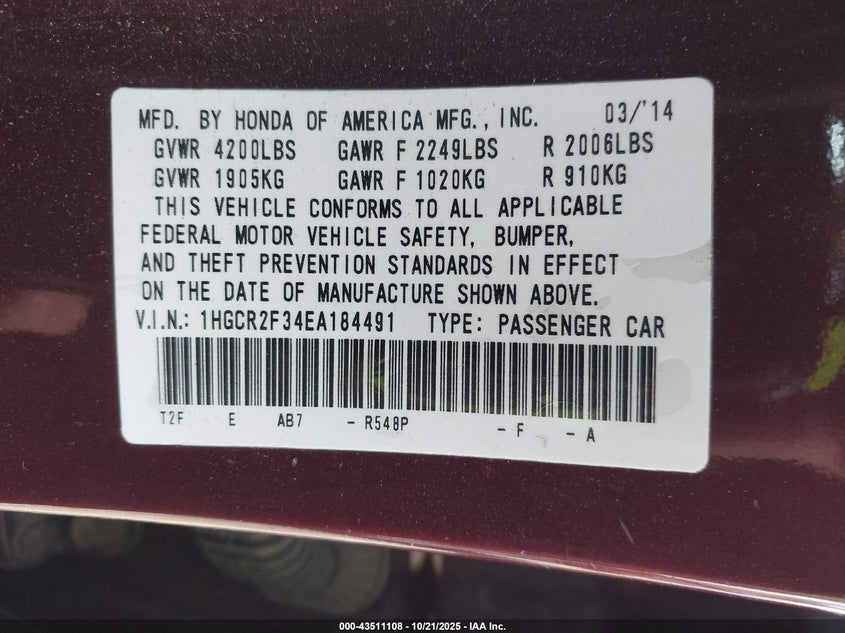 MFD. BY HONDA OF AMERICA MFG., INC. 03/'14
GVWR 4200LBS GAWR F 2249LBS R 2006LBS
GVWR 1905KG GAWR F 1020KG R 910KG
THIS VEHICLE CONFORMS TO ALL APPLICABLE
FEDERAL MOTOR VEHICLE SAFETY, BUMPER,
AND THEFT PREVENTION STANDARDS IN EFFECT
ON THE DATE OF MANUFACTURE SHOWN ABOVE.
V.I.N.: 1HGCR2F34EA184491 TYPE: PASSENGER CAR
T2F E AB7 - R548P - F - A
000-43511108 - 10/21/2025 - IAA Inc.